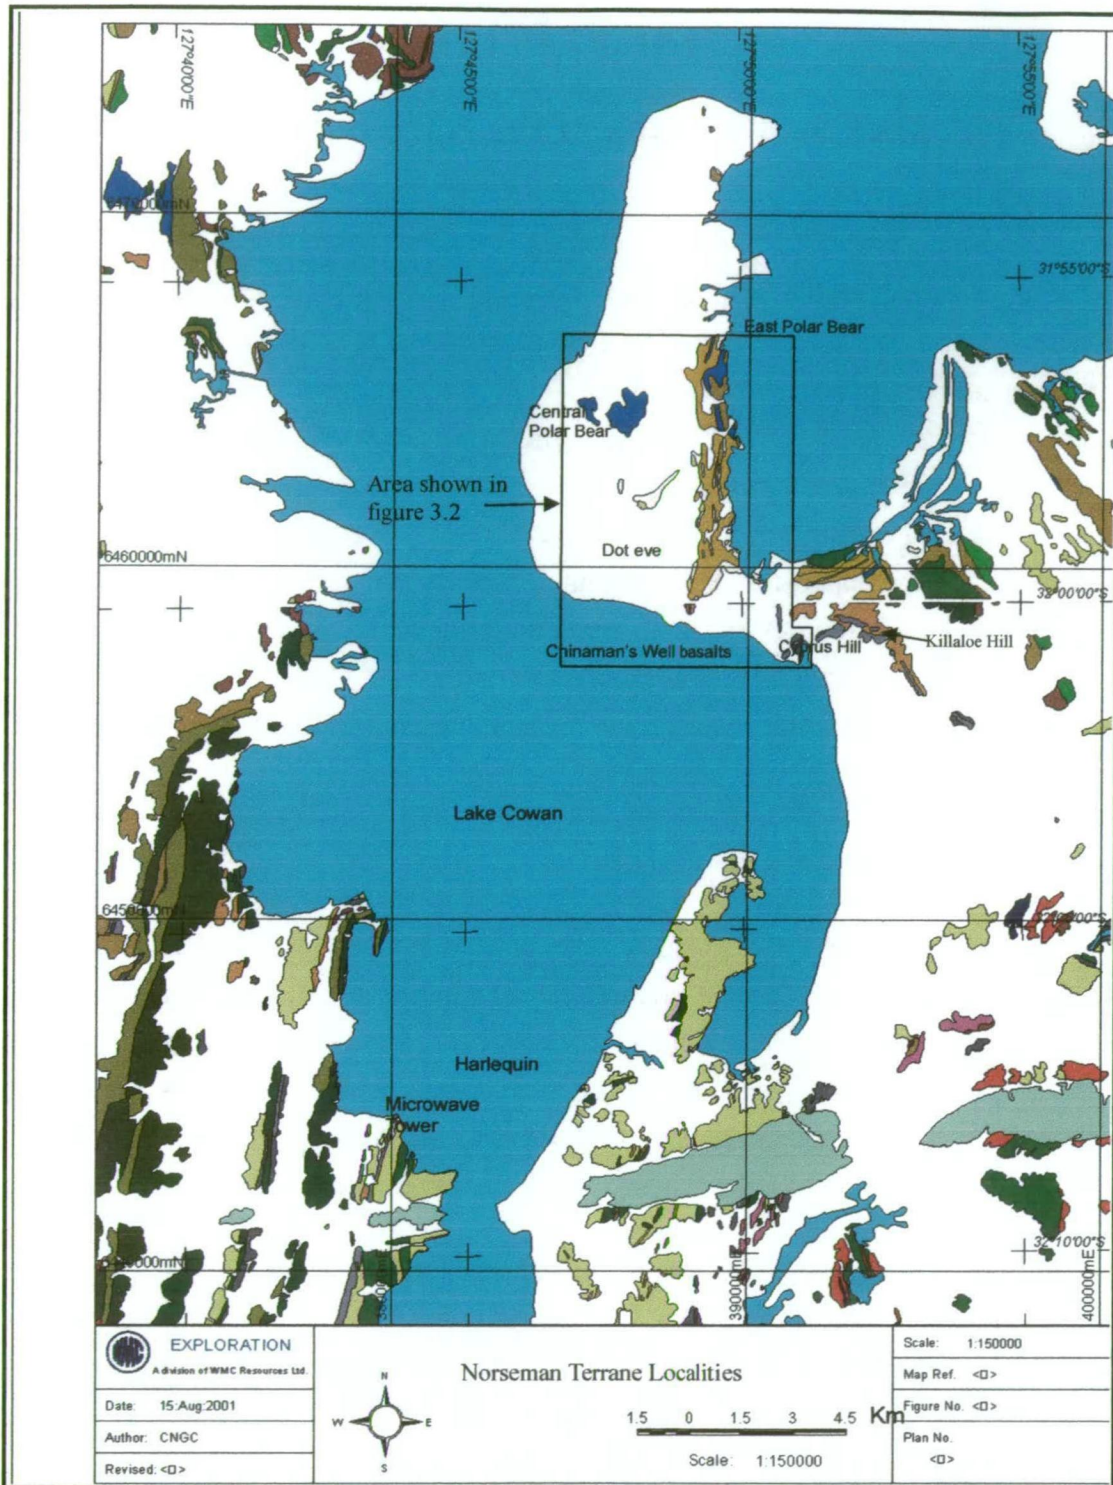 127°40'00"E
127°45'00"E
127°50'00"E
127°55'00"E
31°55'00"S
East Polar Bear
Central
Polar Bear
Area shown in
figure 3.2
Dot eve
6460000mN
32°00'00"S
Chinaman's Well basalts
Cyprus Hill
Killaloe Hill
Lake Cowan
6450000mN
Harlequin
Microwave
Tower
32°10'00"S
390000mE
400000mE
WMC
EXPLORATION
A division of WMC Resources Ltd.
Date: 15:Aug:2001
Author: CNGC
Revised: <□>
N
W E
S
Norseman Terrane Localities
1.5 0 1.5 3 4.5 Km
Scale: 1:150000
Scale: 1:150000
Map Ref. <□>
Figure No. <□>
Plan No.
<□>